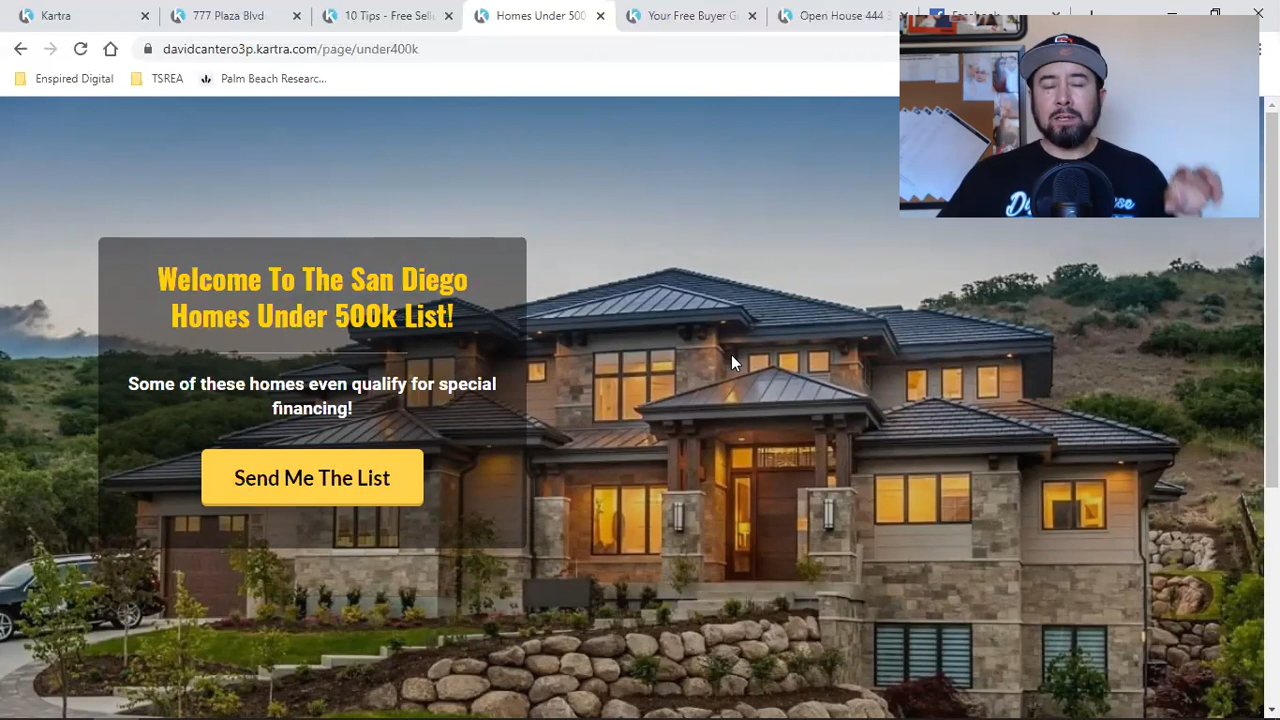 Kartra
777 Plaza Blvd
10 Tips - Free Sell
Homes Under 500
Your Free Buyer G
Open House 444 3
davidcantero3p.kartra.com/page/under400k
Enspired Digital
TSREA
Palm Beach Researc...
Welcome To The San Diego
Homes Under 500k List!
Some of these homes even qualify for special
financing!
Send Me The List